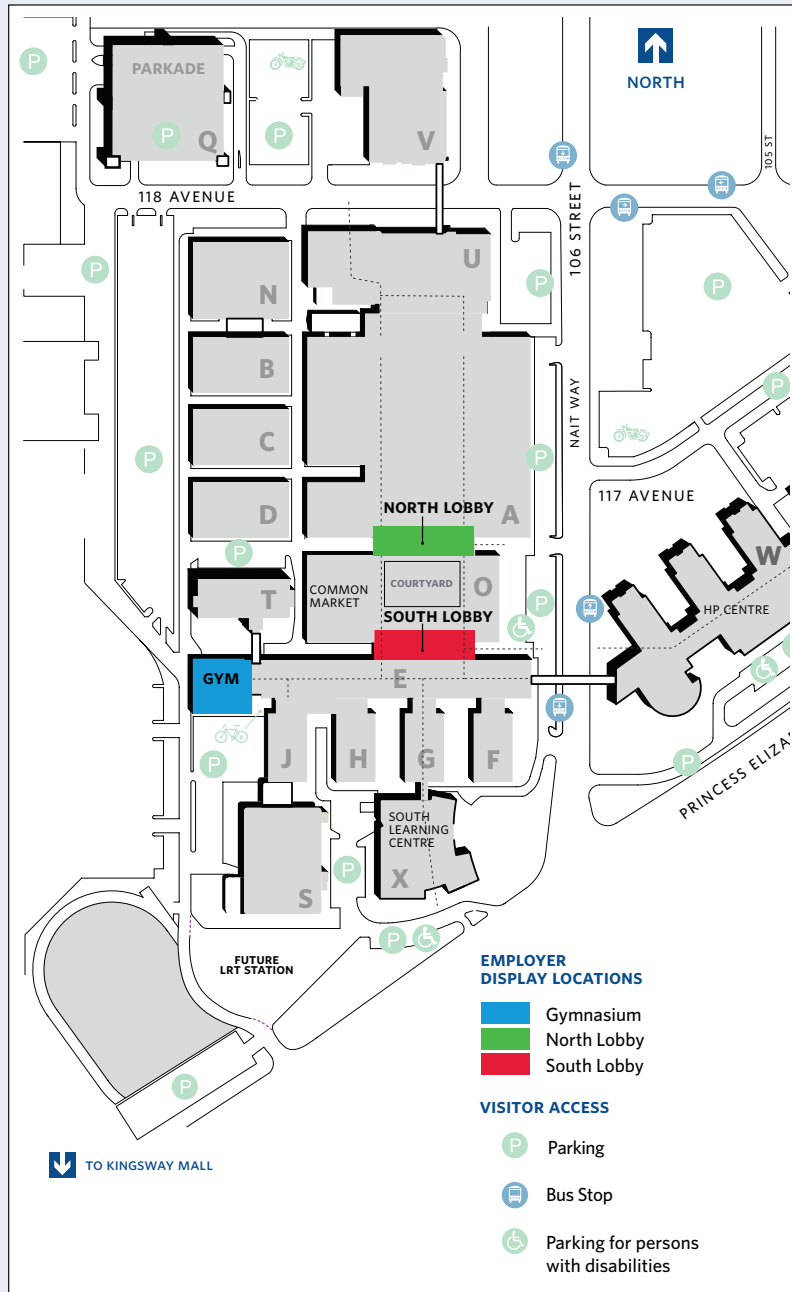 NORTH
PARKADE
P
P
P
Q
V
118 AVENUE
105 ST
106 STREET
U
N
P
P
P
B
NAIT WAY
P
C
P
P
A
D
NORTH LOBBY
117 AVENUE
P
W
COMMON
MARKET
COURTYARD
O
T
P
HP CENTRE
SOUTH LOBBY
GYM
E
P
J
H
G
F
P
PRINCESS ELIZA
SOUTH
LEARNING
CENTRE
P
X
S
P
FUTURE
LRT STATION
P
TO KINGSWAY MALL
EMPLOYER
DISPLAY LOCATIONS
Gymnasium
North Lobby
South Lobby
VISITOR ACCESS
P
Parking
Bus Stop
Parking for persons
with disabilities